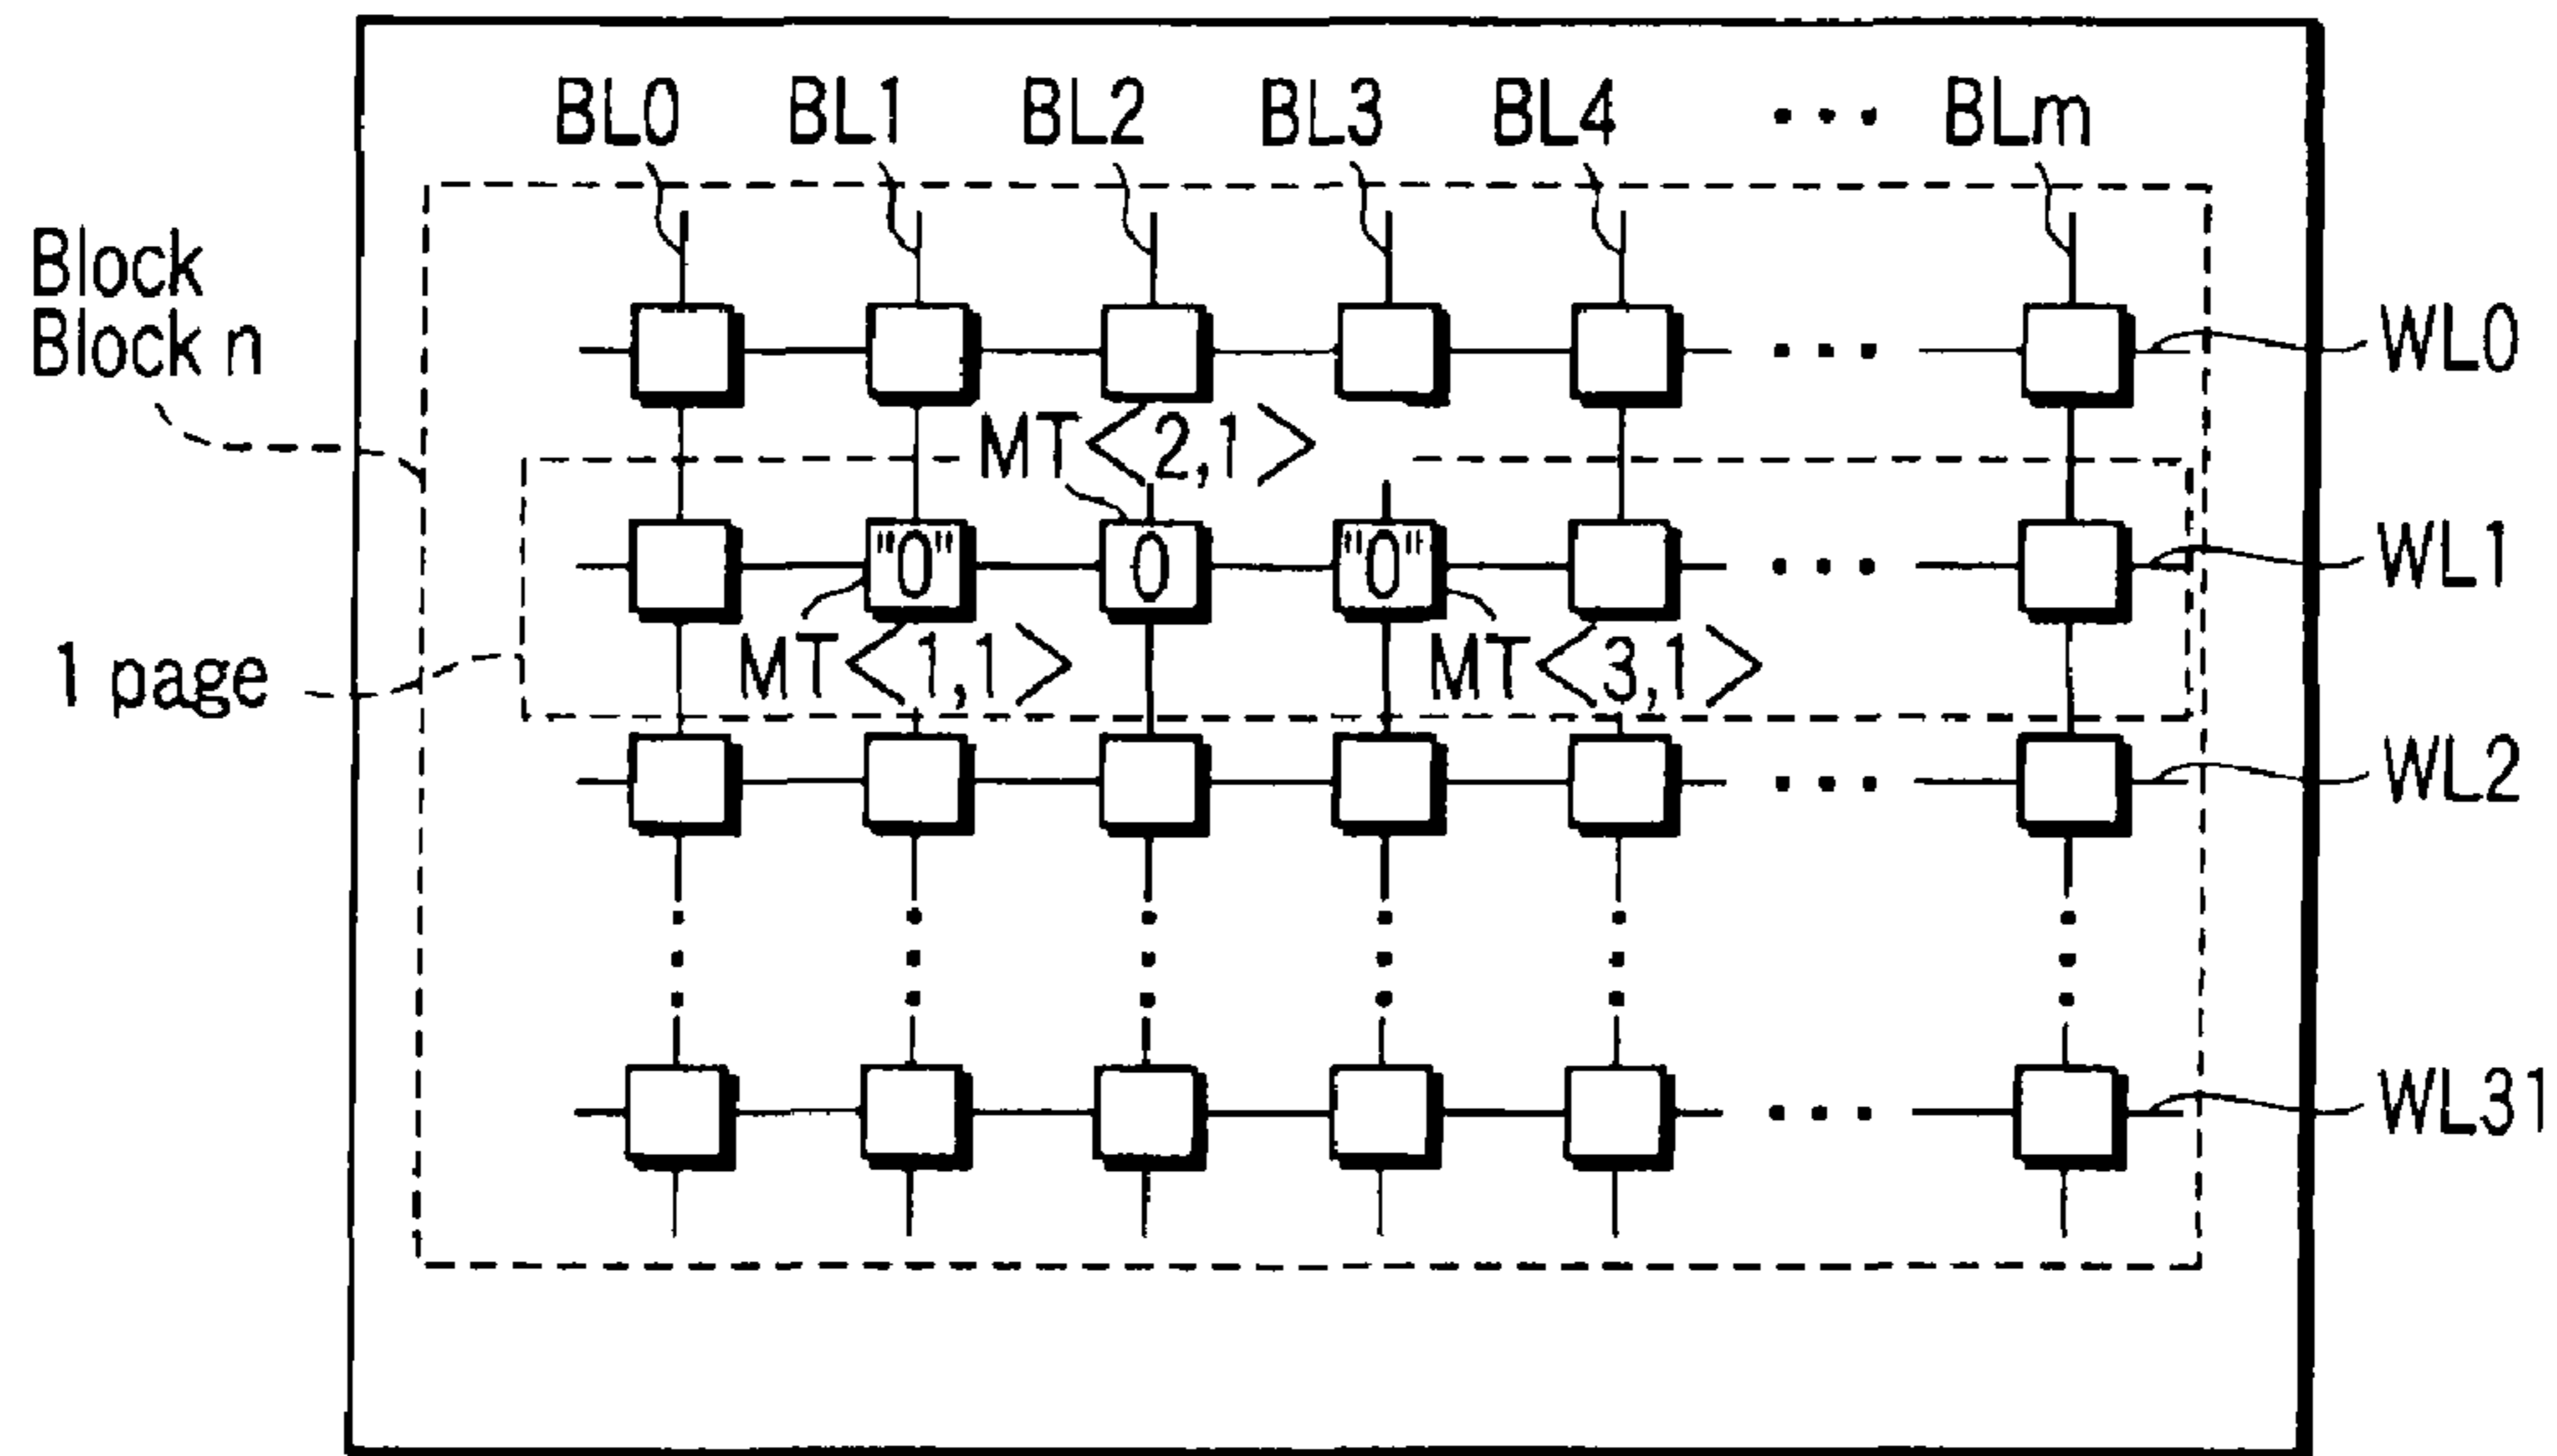 BL0 BL1 BL2 BL3 BL4 ... BLm
Block
Block n
WL0
MT<2,1>
"0" 0 "0"
WL1
1 page
MT<1,1> MT<3,1>
WL2
WL31